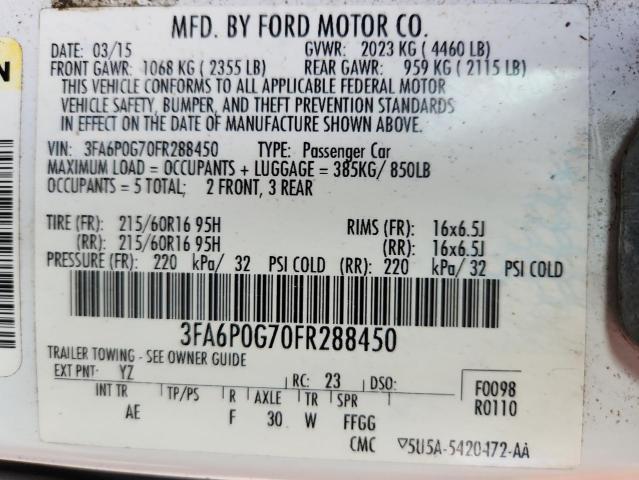 MFD. BY FORD MOTOR CO.
DATE: 03/15 GVWR: 2023 KG ( 4460 LB)
FRONT GAWR: 1068 KG ( 2355 LB) REAR GAWR: 959 KG ( 2115 LB)
THIS VEHICLE CONFORMS TO ALL APPLICABLE FEDERAL MOTOR
VEHICLE SAFETY, BUMPER, AND THEFT PREVENTION STANDARDS
IN EFFECT ON THE DATE OF MANUFACTURE SHOWN ABOVE.
VIN: 3FA6P0G70FR288450 TYPE: Passenger Car
MAXIMUM LOAD = OCCUPANTS + LUGGAGE = 385KG/ 850LB
OCCUPANTS = 5 TOTAL; 2 FRONT, 3 REAR
TIRE (FR): 215/60R16 95H RIMS (FR): 16x6.5J
(RR): 215/60R16 95H (RR): 16x6.5J
PRESSURE (FR): 220 kPa/ 32 PSI COLD (RR): 220 kPa/ 32 PSI COLD
3FA6P0G70FR288450
TRAILER TOWING - SEE OWNER GUIDE
EXT PNT: YZ RC: 23 DSO: F0098
INT TR TP/PS R AXLE TR SPR R0110
AE F 30 W FFGG
CMC ▽5U5A-5420472-AA
N